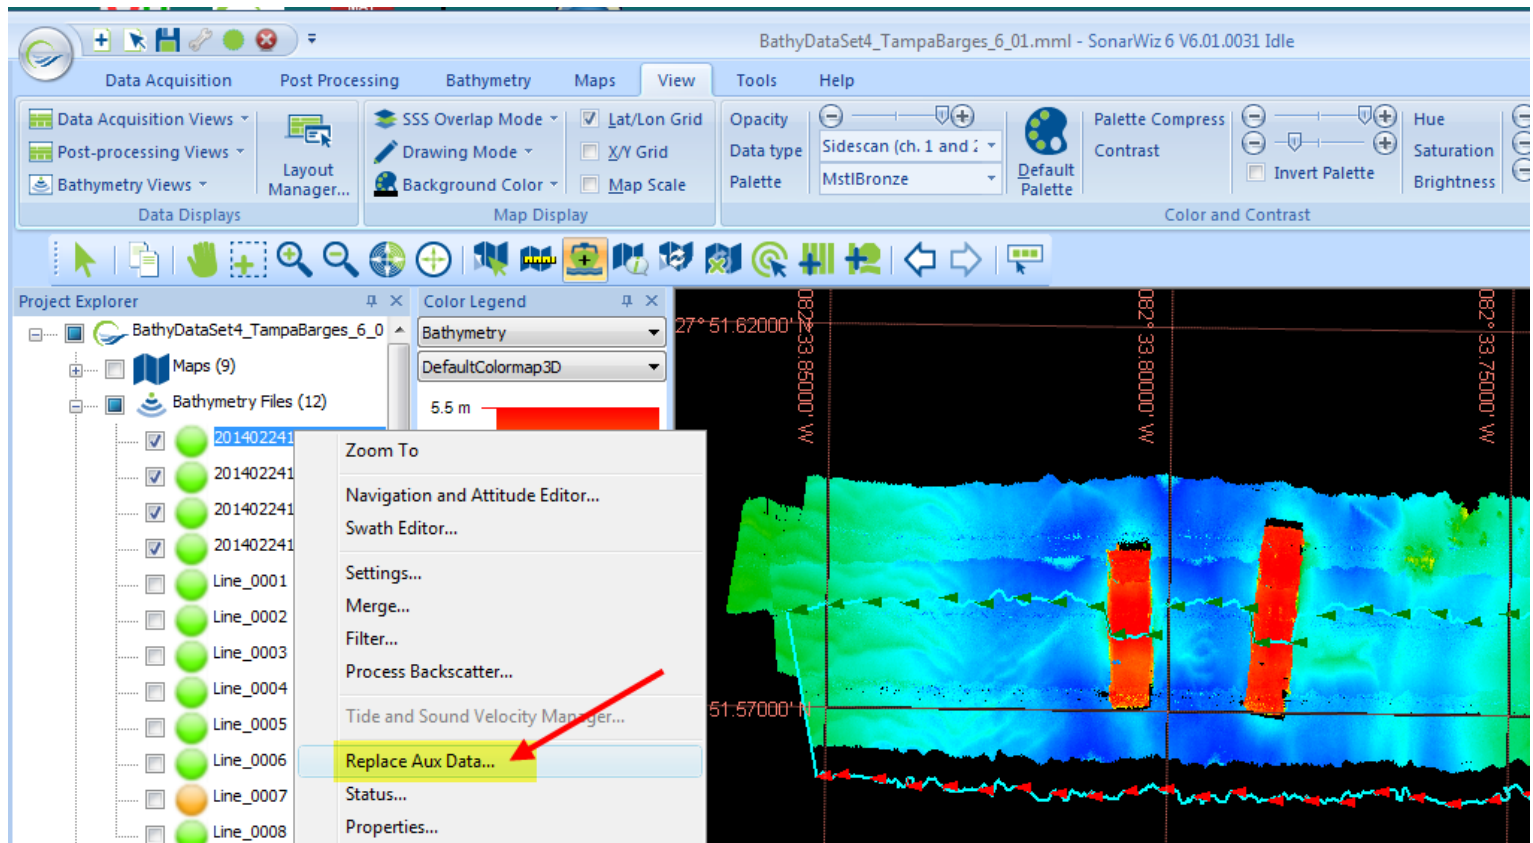 BathyDataSet4_TampaBarges_6_01.mml - SonarWiz 6 V6.01.0031 Idle
Data Acquisition Post Processing Bathymetry Maps View Tools Help
Data Acquisition Views SSS Overlap Mode Lat/Lon Grid Opacity Palette Compress Hue
Post-processing Views Drawing Mode X/Y Grid Data type Sidescan (ch. 1 and Contrast Saturation
Layout Manager...
Bathymetry Views Background Color Map Scale Palette MstlBronze Default Palette Invert Palette Brightness
Data Displays Map Display Color and Contrast
Project Explorer Color Legend
BathyDataSet4_TampaBarges_6_0 Bathymetry
Maps (9) DefaultColormap3D
Bathymetry Files (12) 5.5 m
201402241
201402241
201402241
201402241
Line_0001
Line_0002
Line_0003
Line_0004
Line_0005
Line_0006
Line_0007
Line_0008
Zoom To
Navigation and Attitude Editor...
Swath Editor...
Settings...
Merge...
Filter...
Process Backscatter...
Tide and Sound Velocity Manager...
Replace Aux Data...
Status...
Properties...
27° 51.62000' N
51.57000' N
082° 33.85000' W
082° 33.80000' W
082° 33.75000' W